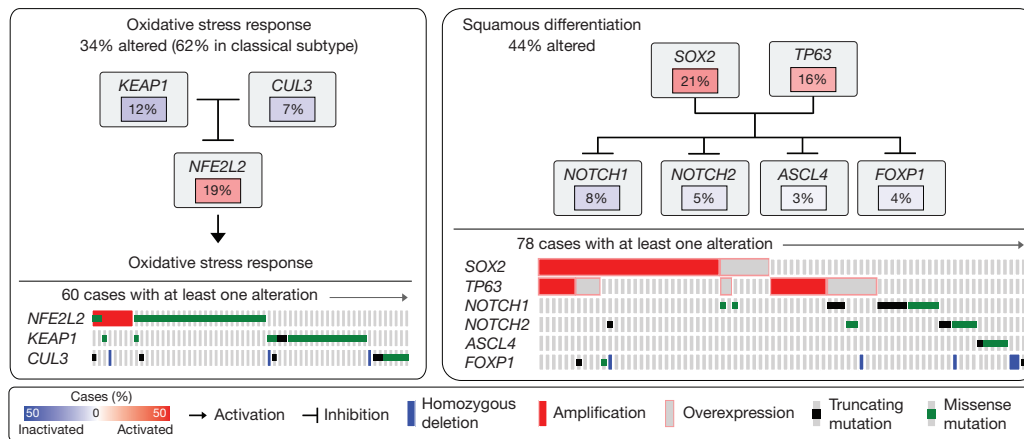 Oxidative stress response
34% altered (62% in classical subtype)
KEAP1
12%
CUL3
7%
NFE2L2
19%
Oxidative stress response
60 cases with at least one alteration
NFE2L2
KEAP1
CUL3
Squamous differentiation
44% altered
SOX2
21%
TP63
16%
NOTCH1
8%
NOTCH2
5%
ASCL4
3%
FOXP1
4%
78 cases with at least one alteration
SOX2
TP63
NOTCH1
NOTCH2
ASCL4
FOXP1
Cases (%)
50 0 50
Inactivated Activated
Activation
Inhibition
Homozygous
deletion
Amplification
Overexpression
Truncating
mutation
Missense
mutation